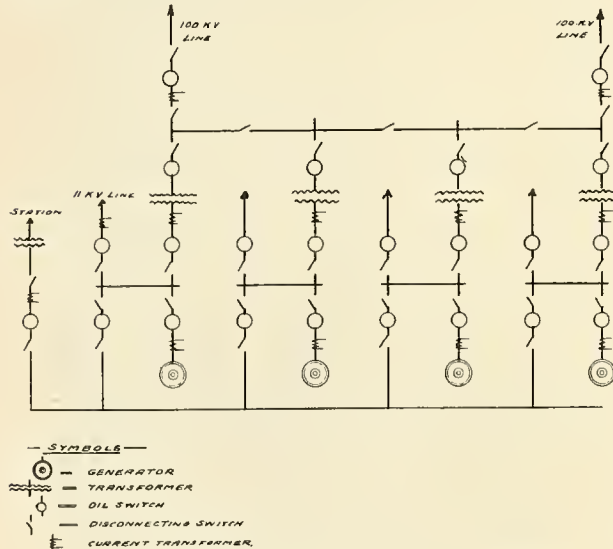 100 KV
LINE
100 KV
LINE
11 KV LINE
STATION
— SYMBOLS —
— GENERATOR
— TRANSFORMER
— OIL SWITCH
— DISCONNECTING SWITCH
CURRENT TRANSFORMER.